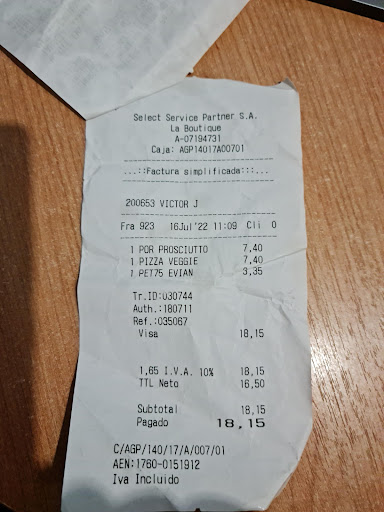 Select Service Partner S.A.
La Boutique
A-07194731
Caja: AGP14017A00701
...::Factura simplificada:::...
200653 VICTOR J
Fra 923 16Jul'22 11:09 Cli 0
1 POR PROSCIUTTO 7,40
1 PIZZA VEGGIE 7,40
1 PET75 EVIAN 3,35
Tr.ID:030744
Auth.:180711
Ref.:035067
Visa 18,15
1,65 I.V.A. 10% 18,15
TTL Neto 16,50
Subtotal 18,15
Pagado 18,15
C/AGP/140/17/A/007/01
AEN:1760-0151912
Iva Incluido